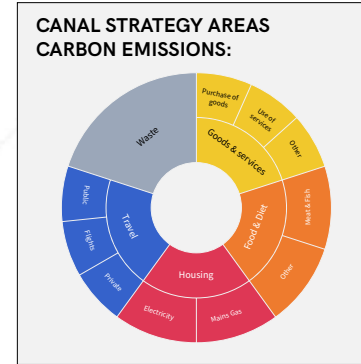 CANAL STRATEGY AREAS
CARBON EMISSIONS:
Purchase of
goods
Use of
services
Other
Goods & services
Waste
Public
Flights
Private
Travel
Food & Diet
Meat & Fish
Other
Housing
Electricity
Mains Gas